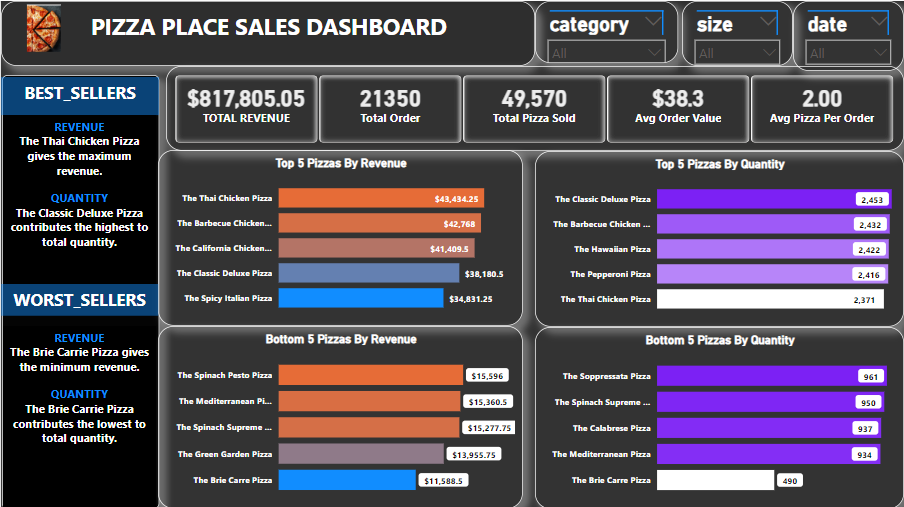 PIZZA PLACE SALES DASHBOARD
category
All
size
All
date
All
BEST_SELLERS
REVENUE
The Thai Chicken Pizza
gives the maximum
revenue.
QUANTITY
The Classic Deluxe Pizza
contributes the highest to
total quantity.
WORST_SELLERS
REVENUE
The Brie Carrie Pizza gives
the minimum revenue.
QUANTITY
The Brie Carrie Pizza
contributes the lowest to
total quantity.
$817,805.05
TOTAL REVENUE
21350
Total Order
49,570
Total Pizza Sold
$38.3
Avg Order Value
2.00
Avg Pizza Per Order
Top 5 Pizzas By Revenue
The Thai Chicken Pizza $43,434.25
The Barbecue Chicken... $42,768
The California Chicken... $41,409.5
The Classic Deluxe Pizza $38,180.5
The Spicy Italian Pizza $34,831.25
Top 5 Pizzas By Quantity
The Classic Deluxe Pizza 2,453
The Barbecue Chicken ... 2,432
The Hawaiian Pizza 2,422
The Pepperoni Pizza 2,416
The Thai Chicken Pizza 2,371
Bottom 5 Pizzas By Revenue
The Spinach Pesto Pizza $15,596
The Mediterranean Pi... $15,360.5
The Spinach Supreme ... $15,277.75
The Green Garden Pizza $13,955.75
The Brie Carre Pizza $11,588.5
Bottom 5 Pizzas By Quantity
The Soppressata Pizza 961
The Spinach Supreme ... 950
The Calabrese Pizza 937
The Mediterranean Pizza 934
The Brie Carre Pizza 490